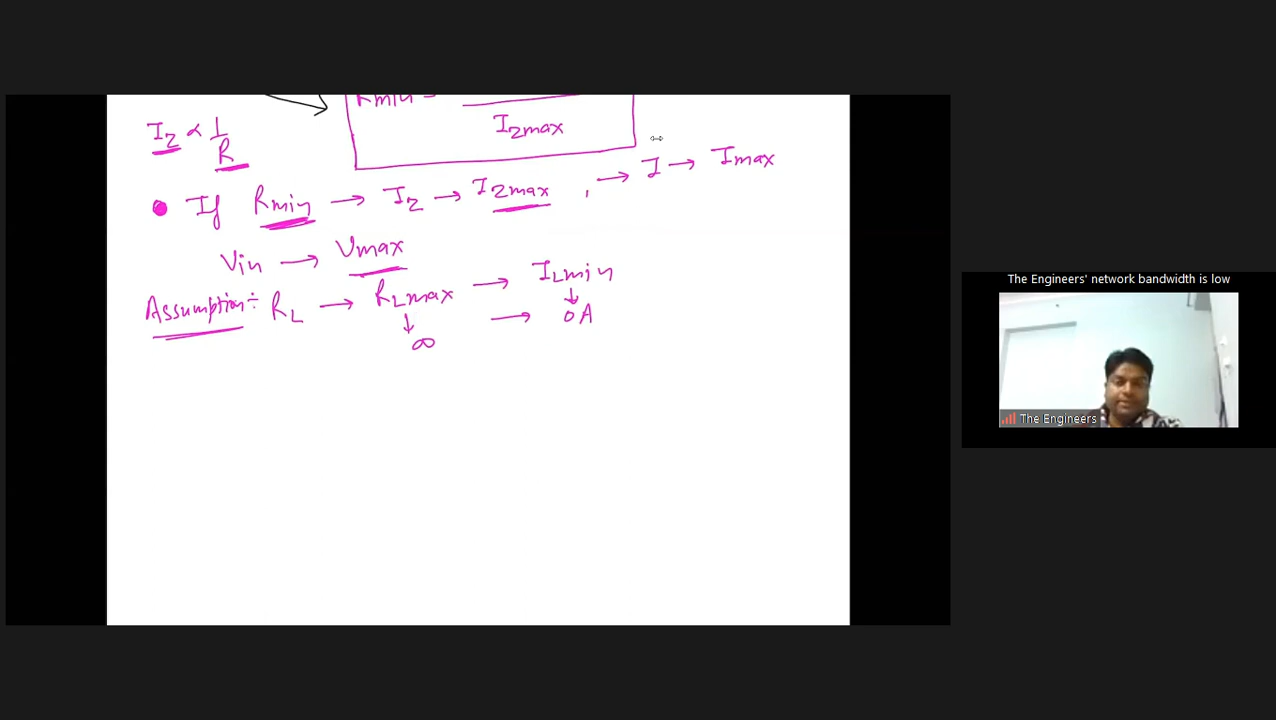 Rmin =
Izmax
Iz ∝ 1/R
• If Rmin → Iz → Izmax , → I → Imax
Vin → Vmax
Assumption:- RL → RLmax → ILmin
↓ ↓
∞ → 0A
The Engineers' network bandwidth is low
The Engineers